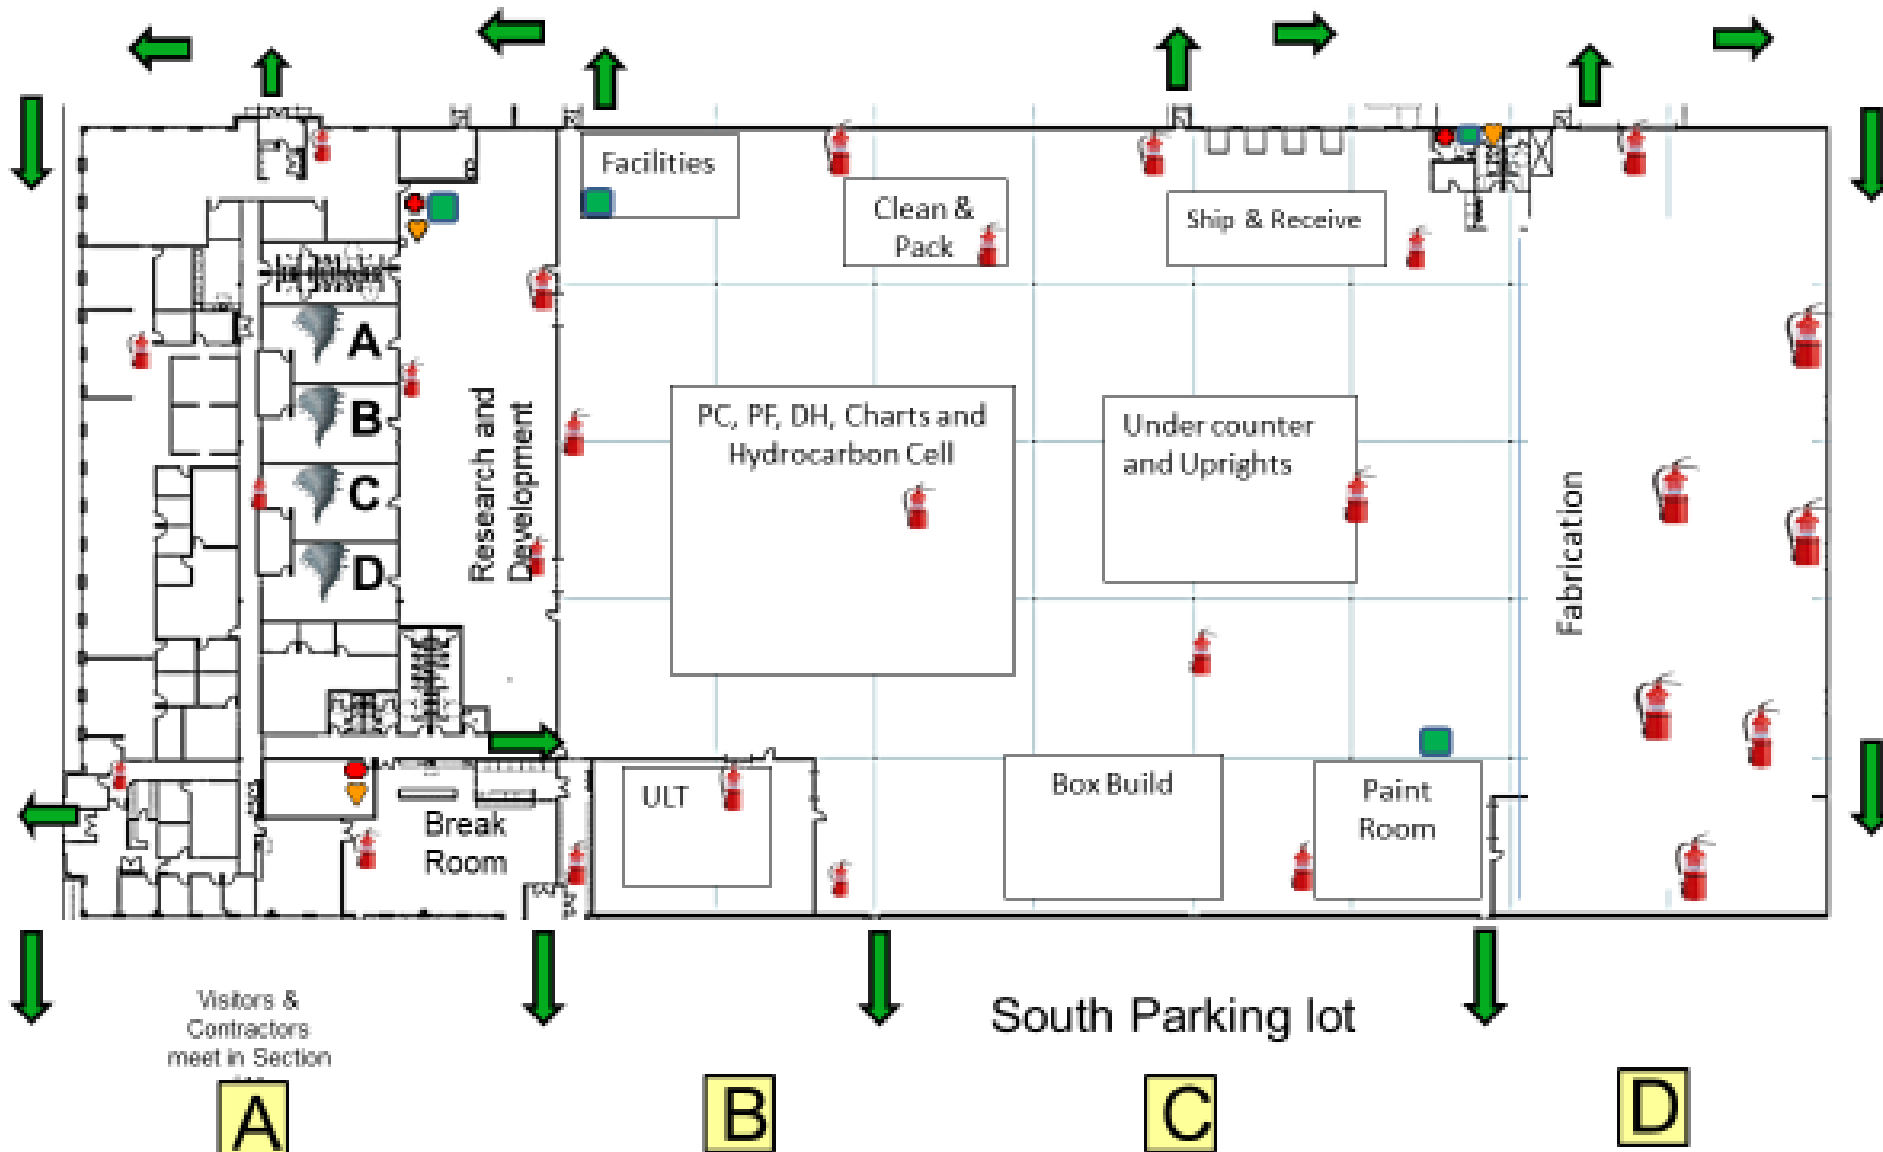 Facilities
Clean &
Pack
Ship & Receive
A
B
C
D
Research and
Development
PC, PF, DH, Charts and
Hydrocarbon Cell
Under counter
and Uprights
Fabrication
Break
Room
ULT
Box Build
Paint
Room
Visitors &
Contractors
meet in Section
South Parking lot
A
B
C
D